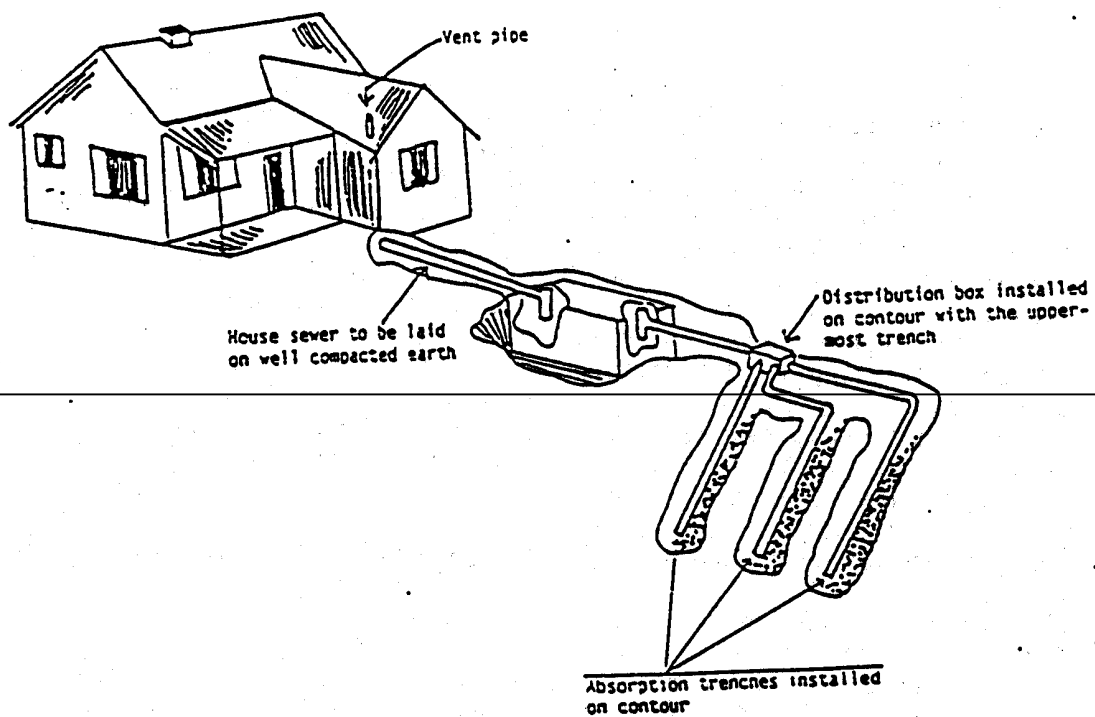 Vent pipe
Distribution box installed
on contour with the upper-
most trench
House sewer to be laid
on well compacted earth
Absorption trenches installed
on contour